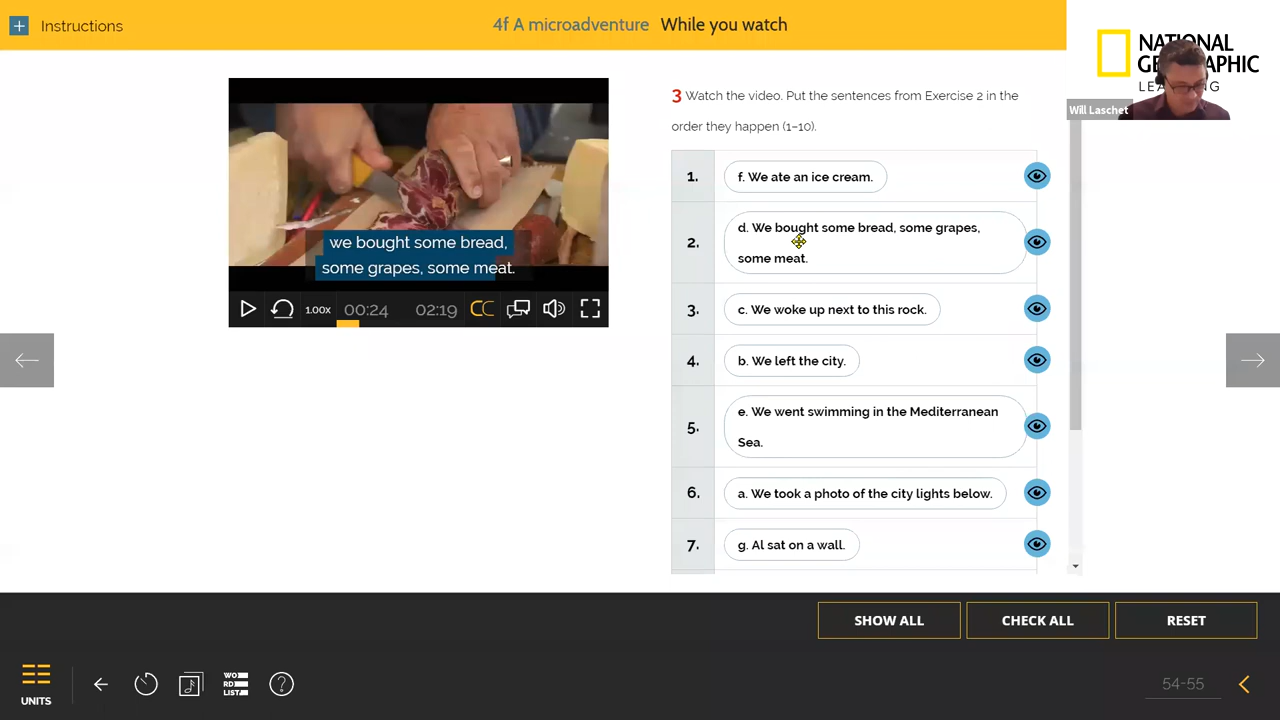 + Instructions
4f A microadventure While you watch
NATIONAL
GEOGRAPHIC
LEARNING
Will Laschet
3 Watch the video. Put the sentences from Exercise 2 in the
order they happen (1–10).
1. f. We ate an ice cream.
2. d. We bought some bread, some grapes,
some meat.
3. c. We woke up next to this rock.
4. b. We left the city.
5. e. We went swimming in the Mediterranean
Sea.
6. a. We took a photo of the city lights below.
7. g. Al sat on a wall.
we bought some bread,
some grapes, some meat.
1.00x 00:24 02:19 CC
SHOW ALL CHECK ALL RESET
WO
RD
LIST
?
UNITS
54-55